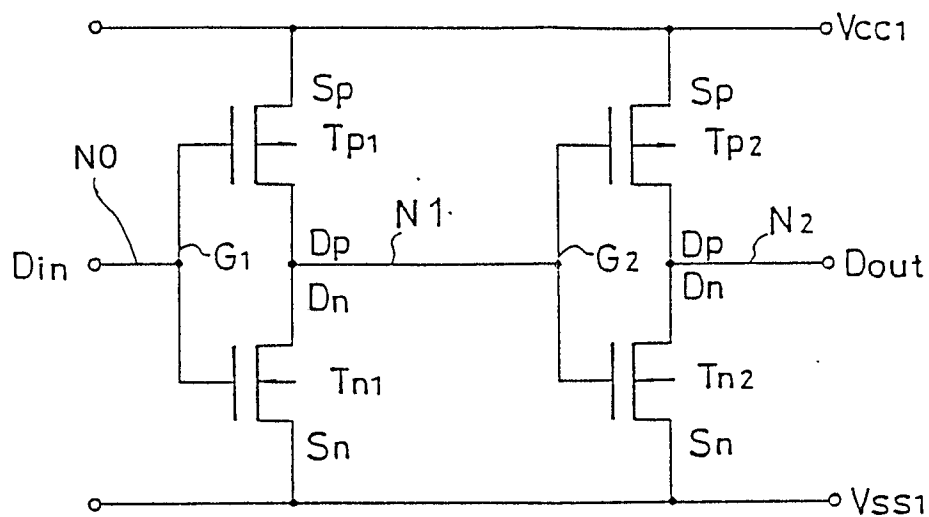 Vcc1
Sp
Sp
Tp1
Tp2
N0
N1
N2
Din
G1
Dp
G2
Dp
Dout
Dn
Dn
Tn1
Tn2
Sn
Sn
Vss1